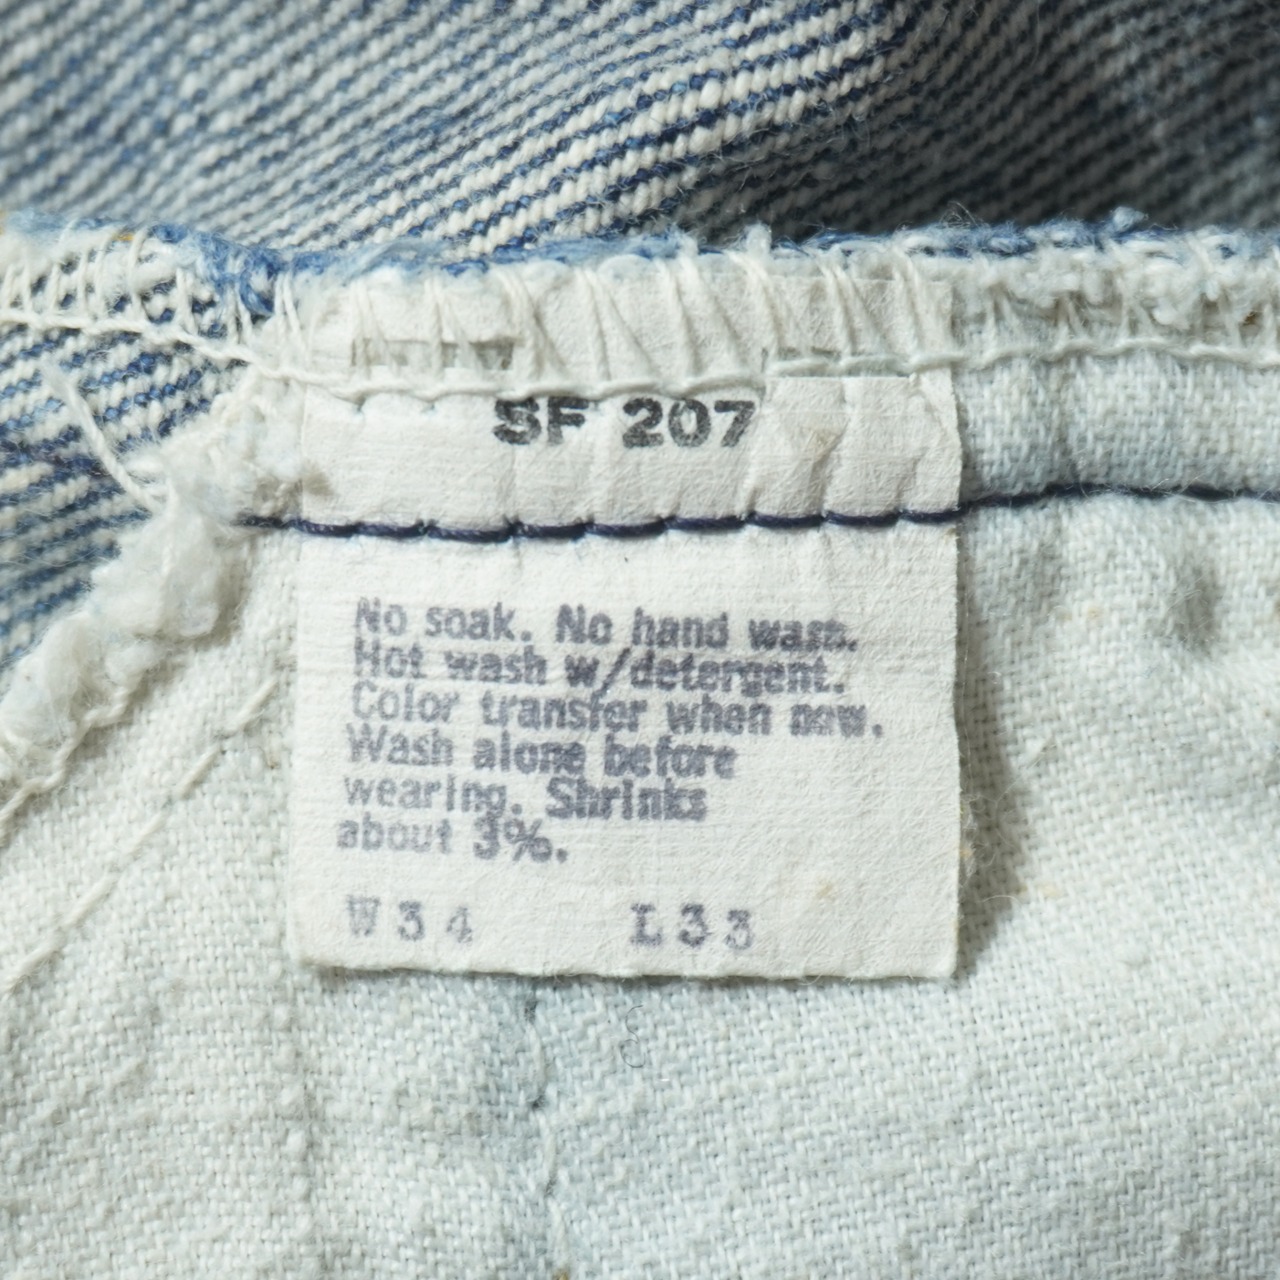 SF 207
No soak. No hand wash.
Hot wash w/detergent.
Color transfer when new.
Wash alone before
wearing. Shrinks
about 3%.
W34 L33